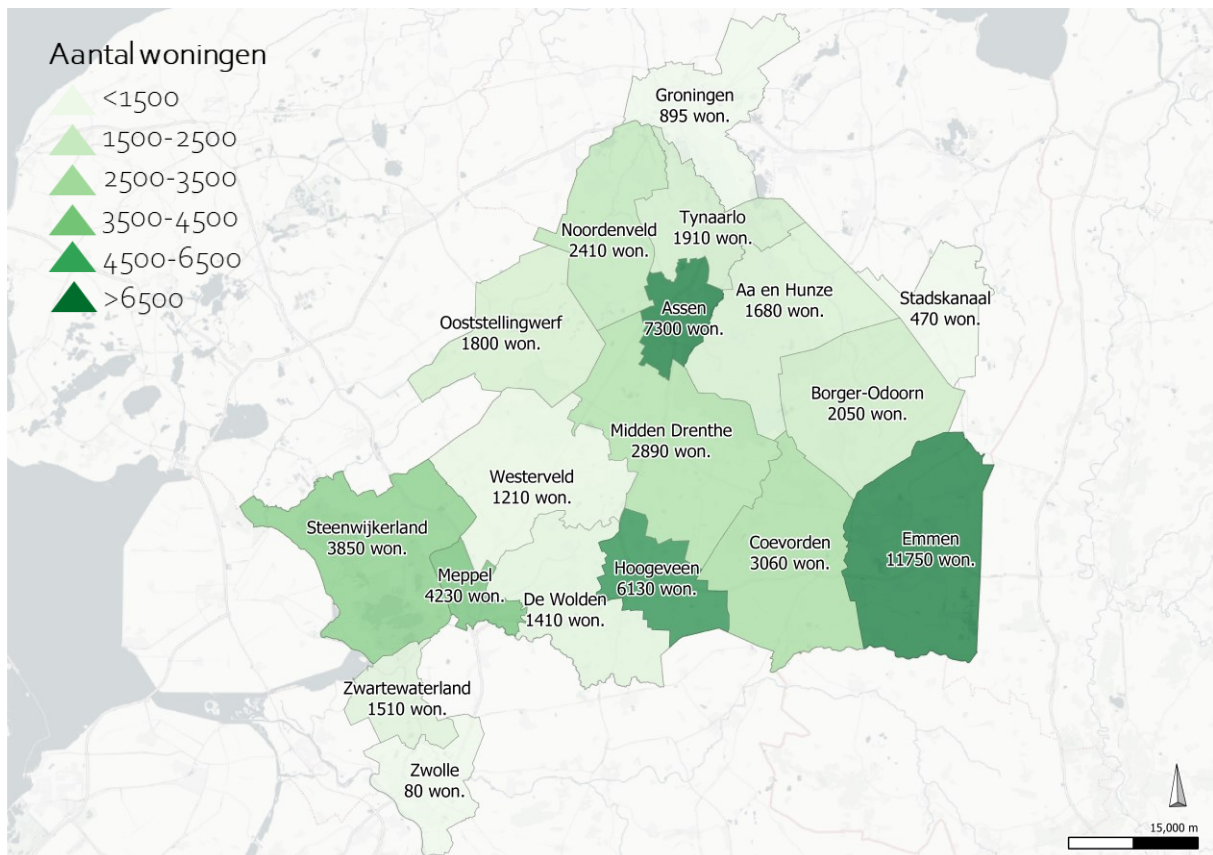 Aantal woningen
<1500
1500-2500
2500-3500
3500-4500
4500-6500
>6500
Groningen
895 won.
Noordenveld
2410 won.
Tynaarlo
1910 won.
Aa en Hunze
1680 won.
Stadskanaal
470 won.
Assen
7300 won.
Ooststellingwerf
1800 won.
Borger-Odoorn
2050 won.
Midden Drenthe
2890 won.
Westerveld
1210 won.
Steenwijkerland
3850 won.
Coevorden
3060 won.
Emmen
11750 won.
Hoogeveen
6130 won.
Meppel
4230 won.
De Wolden
1410 won.
Zwartewaterland
1510 won.
Zwolle
80 won.
15,000 m